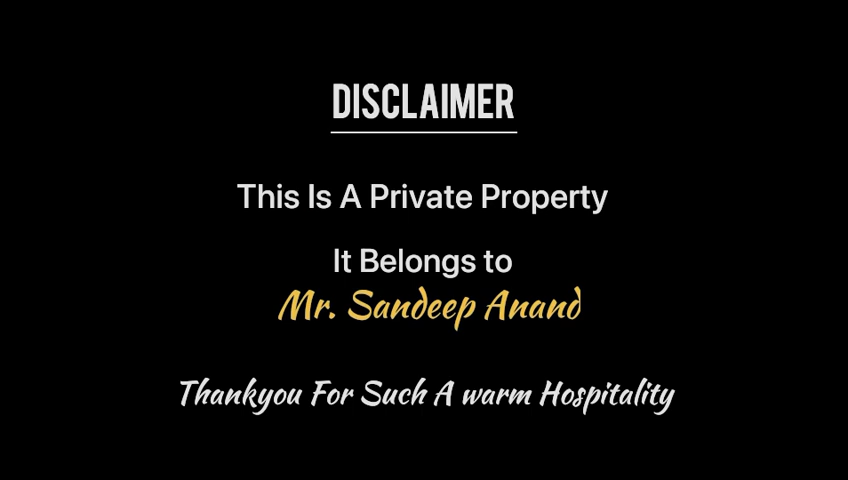 DISCLAIMER
This Is A Private Property
It Belongs to
Mr. Sandeep Anand
Thankyou For Such A warm Hospitality